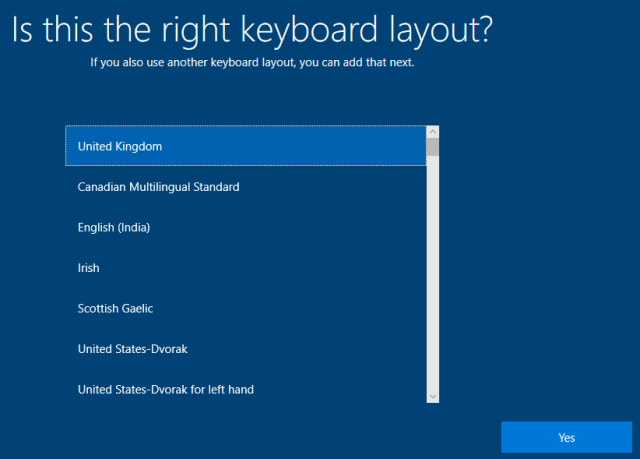 Is this the right keyboard layout?
If you also use another keyboard layout, you can add that next.
United Kingdom
Canadian Multilingual Standard
English (India)
Irish
Scottish Gaelic
United States-Dvorak
United States-Dvorak for left hand
Yes